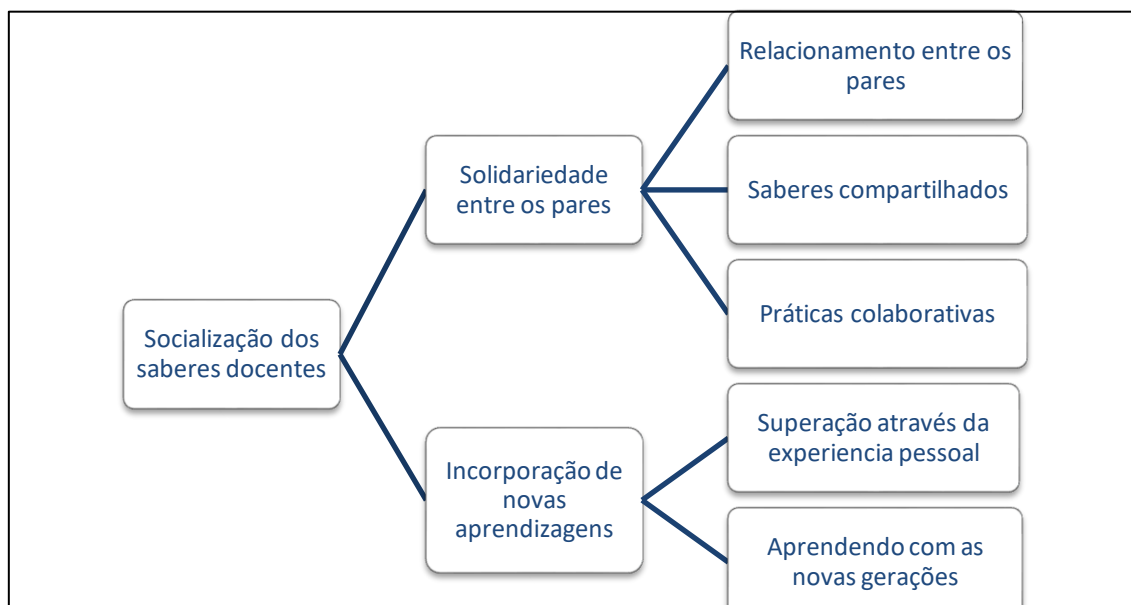 Socialização dos
saberes docentes
Solidariedade
entre os pares
Relacionamento entre os
pares
Saberes compartilhados
Práticas colaborativas
Incorporação de
novas
aprendizagens
Superação através da
experiencia pessoal
Aprendendo com as
novas gerações